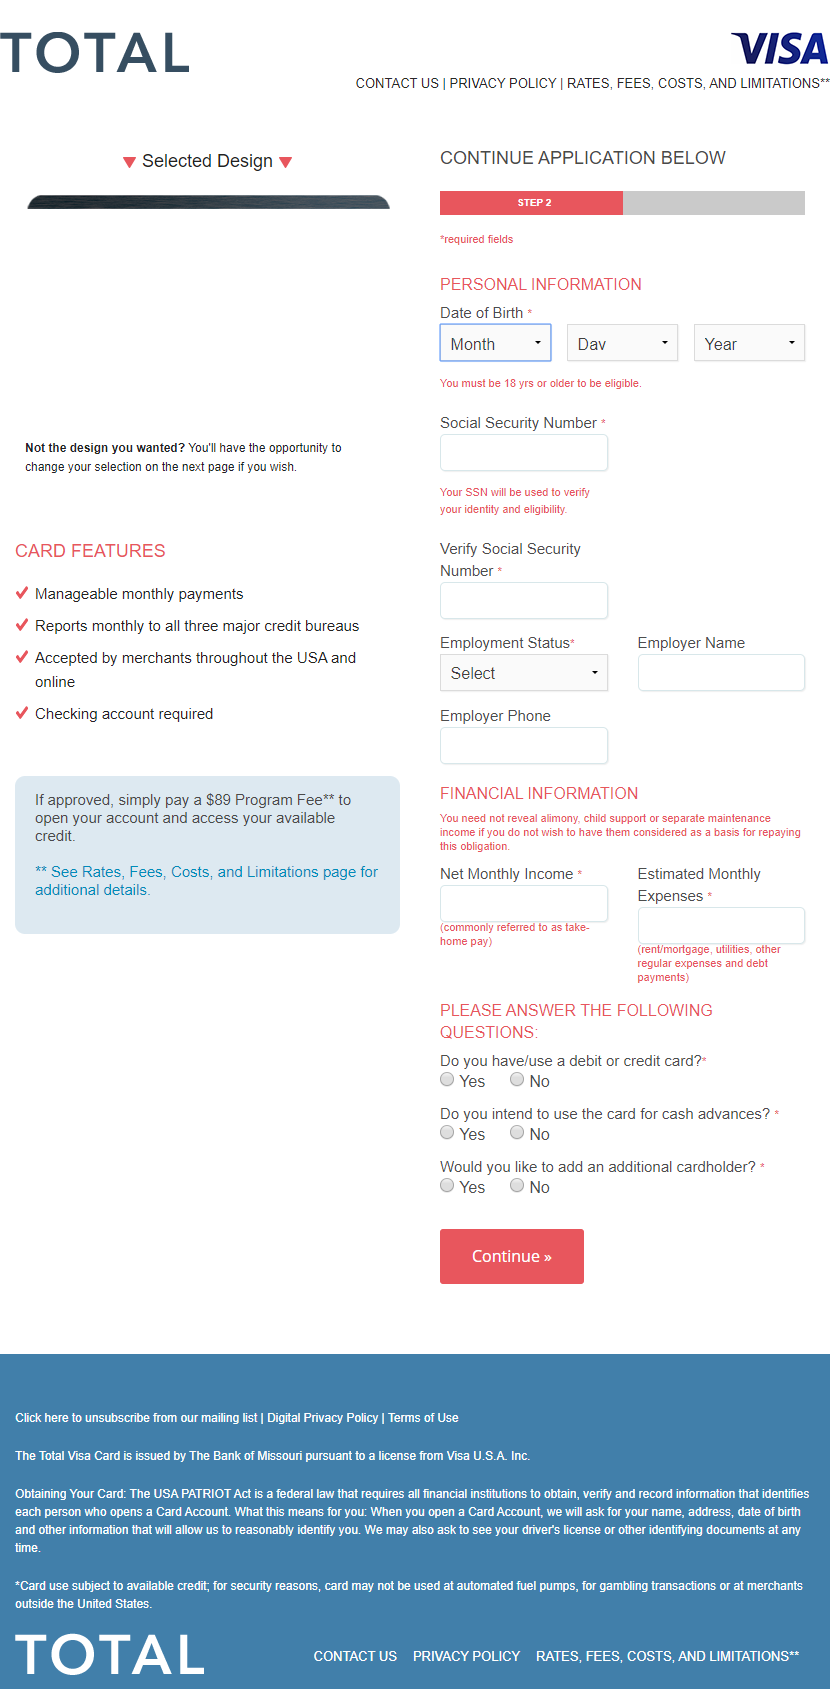 TOTAL
VISA
CONTACT US | PRIVACY POLICY | RATES, FEES, COSTS, AND LIMITATIONS**
Selected Design
Not the design you wanted? You'll have the opportunity to
change your selection on the next page if you wish.
CARD FEATURES
Manageable monthly payments
Reports monthly to all three major credit bureaus
Accepted by merchants throughout the USA and
online
Checking account required
If approved, simply pay a $89 Program Fee** to
open your account and access your available
credit.
** See Rates, Fees, Costs, and Limitations page for
additional details.
CONTINUE APPLICATION BELOW
STEP 2
*required fields
PERSONAL INFORMATION
Date of Birth *
Month Day Year
You must be 18 yrs or older to be eligible.
Social Security Number *
Your SSN will be used to verify
your identity and eligibility.
Verify Social Security
Number *
Employment Status* Employer Name
Select
Employer Phone
FINANCIAL INFORMATION
You need not reveal alimony, child support or separate maintenance
income if you do not wish to have them considered as a basis for repaying
this obligation.
Net Monthly Income *
(commonly referred to as take-
home pay)
Estimated Monthly
Expenses *
(rent/mortgage, utilities, other
regular expenses and debt
payments)
PLEASE ANSWER THE FOLLOWING
QUESTIONS:
Do you have/use a debit or credit card?*
Yes No
Do you intend to use the card for cash advances? *
Yes No
Would you like to add an additional cardholder? *
Yes No
Continue »
Click here to unsubscribe from our mailing list | Digital Privacy Policy | Terms of Use
The Total Visa Card is issued by The Bank of Missouri pursuant to a license from Visa U.S.A. Inc.
Obtaining Your Card: The USA PATRIOT Act is a federal law that requires all financial institutions to obtain, verify and record information that identifies
each person who opens a Card Account. What this means for you: When you open a Card Account, we will ask for your name, address, date of birth
and other information that will allow us to reasonably identify you. We may also ask to see your driver's license or other identifying documents at any
time.
*Card use subject to available credit; for security reasons, card may not be used at automated fuel pumps, for gambling transactions or at merchants
outside the United States.
TOTAL
CONTACT US PRIVACY POLICY RATES, FEES, COSTS, AND LIMITATIONS**